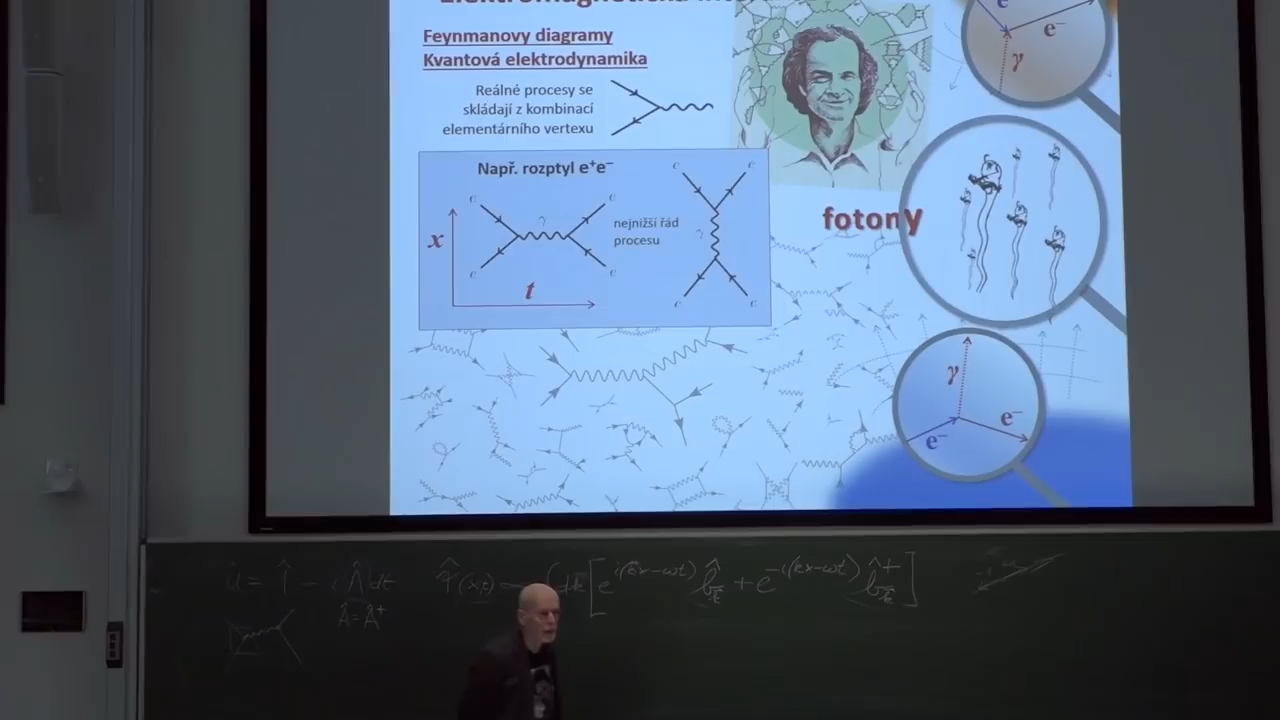 Feynmanovy diagramy
Kvantová elektrodynamika
Reálné procesy se
skládají z kombinací
elementárního vertexu
Např. rozptyl e⁺e⁻
γ
nejnižší řád
procesu
γ
x
t
fotony
e⁻
γ
γ
e⁻
e⁻